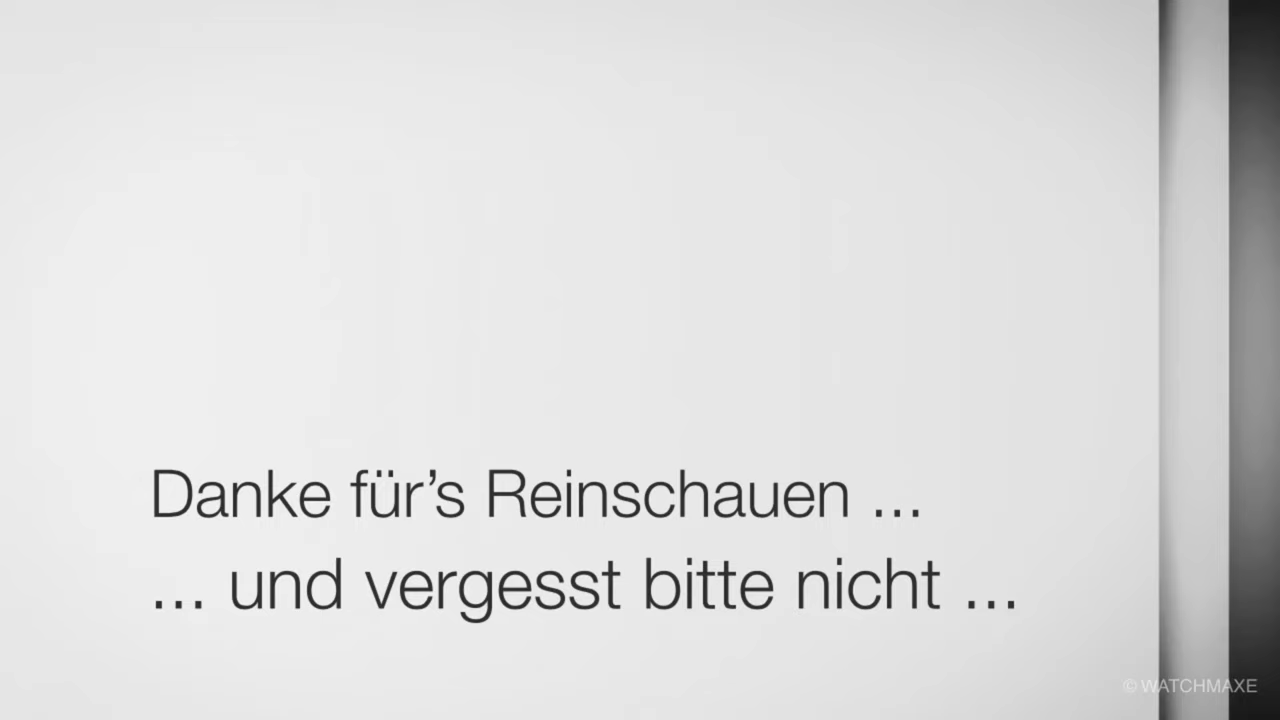 Danke für’s Reinschauen ...
... und vergesst bitte nicht ...
© WATCHMAXE